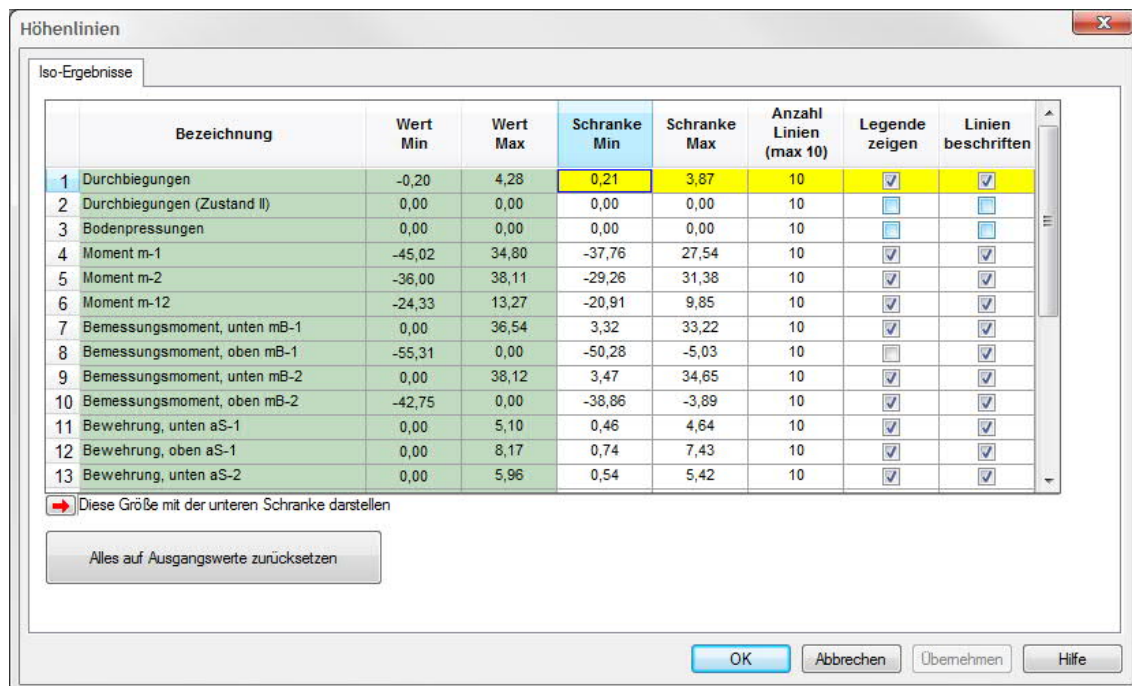 Höhenlinien
Iso-Ergebnisse
Bezeichnung Wert Min Wert Max Schranke Min Schranke Max Anzahl Linien (max 10) Legende zeigen Linien beschriften
1 Durchbiegungen -0,20 4,28 0,21 3,87 10
2 Durchbiegungen (Zustand II) 0,00 0,00 0,00 0,00 10
3 Bodenpressungen 0,00 0,00 0,00 0,00 10
4 Moment m-1 -45,02 34,80 -37,76 27,54 10
5 Moment m-2 -36,00 38,11 -29,26 31,38 10
6 Moment m-12 -24,33 13,27 -20,91 9,85 10
7 Bemessungsmoment, unten mB-1 0,00 36,54 3,32 33,22 10
8 Bemessungsmoment, oben mB-1 -55,31 0,00 -50,28 -5,03 10
9 Bemessungsmoment, unten mB-2 0,00 38,12 3,47 34,65 10
10 Bemessungsmoment, oben mB-2 -42,75 0,00 -38,86 -3,89 10
11 Bewehrung, unten aS-1 0,00 5,10 0,46 4,64 10
12 Bewehrung, oben aS-1 0,00 8,17 0,74 7,43 10
13 Bewehrung, unten aS-2 0,00 5,96 0,54 5,42 10
Diese Größe mit der unteren Schranke darstellen
Alles auf Ausgangswerte zurücksetzen
OK Abbrechen Übernehmen Hilfe